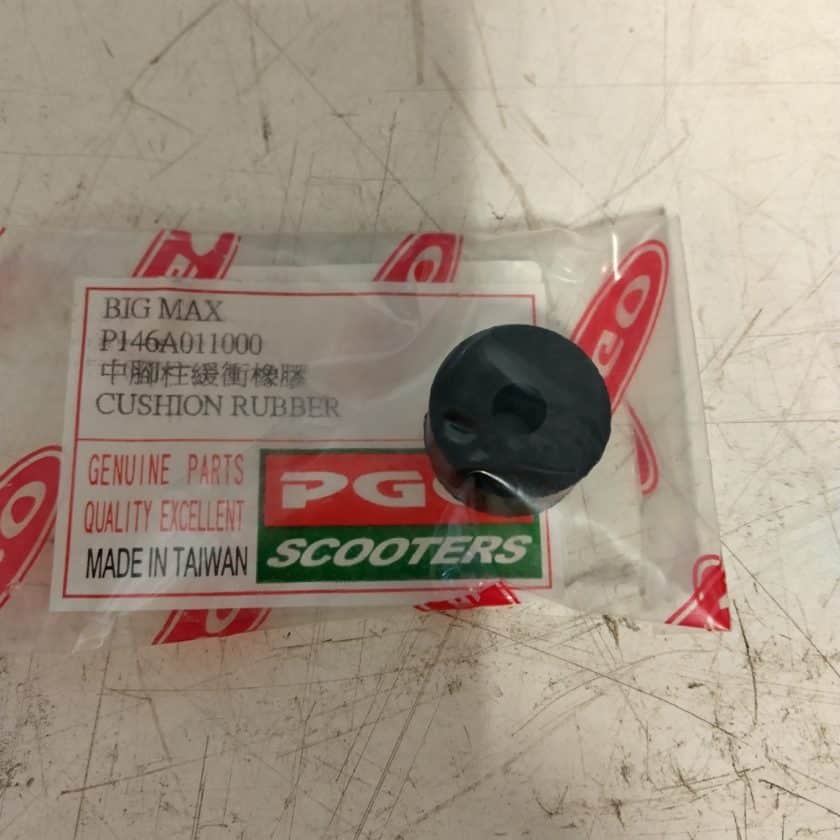 BIG MAX
P146A011000
中腳柱緩衝橡膠
CUSHION RUBBER
GENUINE PARTS
QUALITY EXCELLENT
MADE IN TAIWAN
PGO
SCOOTERS